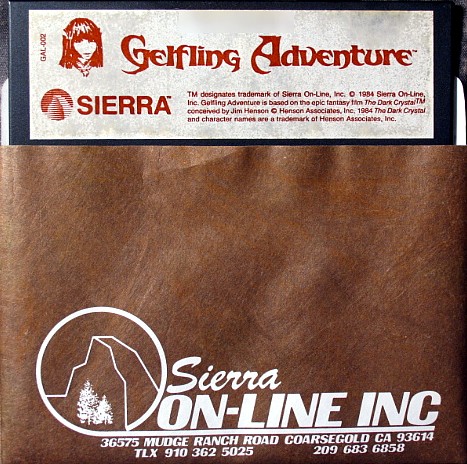 GAL-002
Gelfling Adventure™
SIERRA™
TM designates trademark of Sierra On-Line, Inc. © 1984 Sierra On-Line,
Inc. Gelfling Adventure is based on the epic fantasy film The Dark Crystal™
conceived by Jim Henson © Henson Associates, Inc. 1984 The Dark Crystal
and character names are a trademark of Henson Associates, Inc.
Sierra
ON-LINE INC
36575 MUDGE RANCH ROAD COARSEGOLD CA 93614
TLX 910 362 5025 209 683 6858